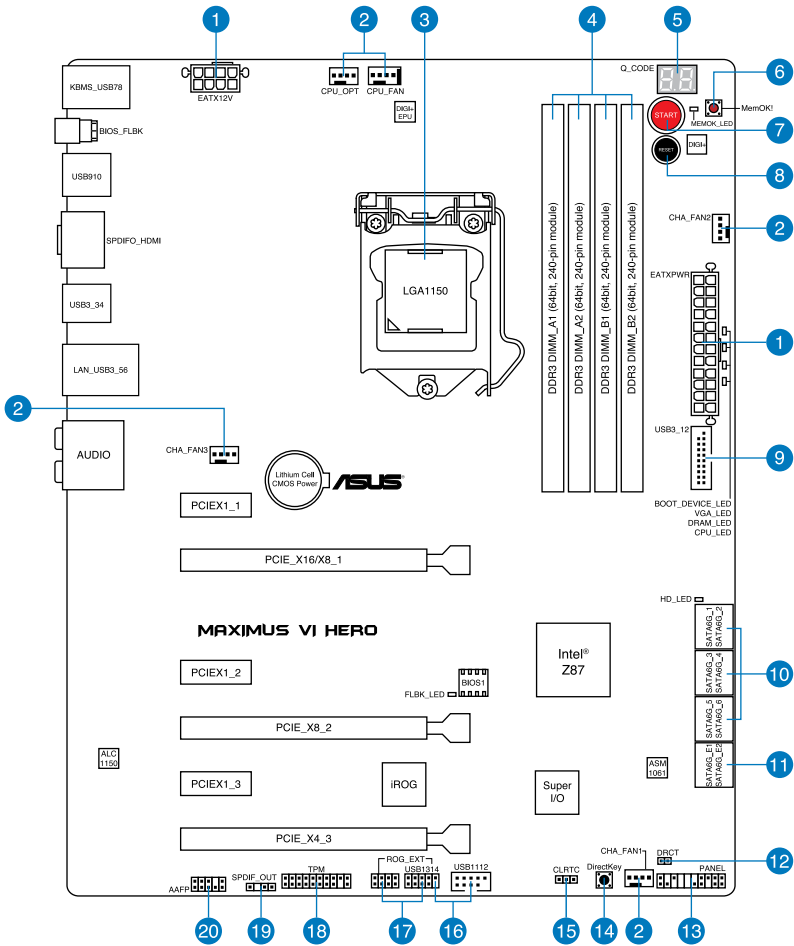 1
2
3
4
5
Q_CODE
88
6
KBMS_USB78
EATX12V
CPU_OPT
CPU_FAN
DIGI+
EPU
START
MemOK!
MEMOK_LED
7
BIOS_FLBK
RESET
DIGI+
8
USB910
CHA_FAN2
2
SPDIFO_HDMI
EATXPWR
LGA1150
DDR3 DIMM_A1 (64bit, 240-pin module)
DDR3 DIMM_A2 (64bit, 240-pin module)
DDR3 DIMM_B1 (64bit, 240-pin module)
DDR3 DIMM_B2 (64bit, 240-pin module)
USB3_34
1
LAN_USB3_56
2
USB3_12
AUDIO
CHA_FAN3
9
Lithium Cell
CMOS Power
ASUS
PCIEX1_1
BOOT_DEVICE_LED
VGA_LED
DRAM_LED
CPU_LED
PCIE_X16/X8_1
HD_LED
SATA6G_1
SATA6G_2
MAXIMUS VI HERO
Intel®
Z87
SATA6G_3
SATA6G_4
10
PCIEX1_2
BIOS1
FLBK_LED
SATA6G_5
SATA6G_6
PCIE_X8_2
ALC
1150
ASM
1061
SATA6G_E1
SATA6G_E2
11
PCIEX1_3
iROG
Super
I/O
PCIE_X4_3
CHA_FAN1
DRCT
12
AAFP
SPDIF_OUT
TPM
ROG_EXT
USB1314
USB1112
CLRTC
DirectKey
PANEL
20
19
18
17
16
15
14
2
13